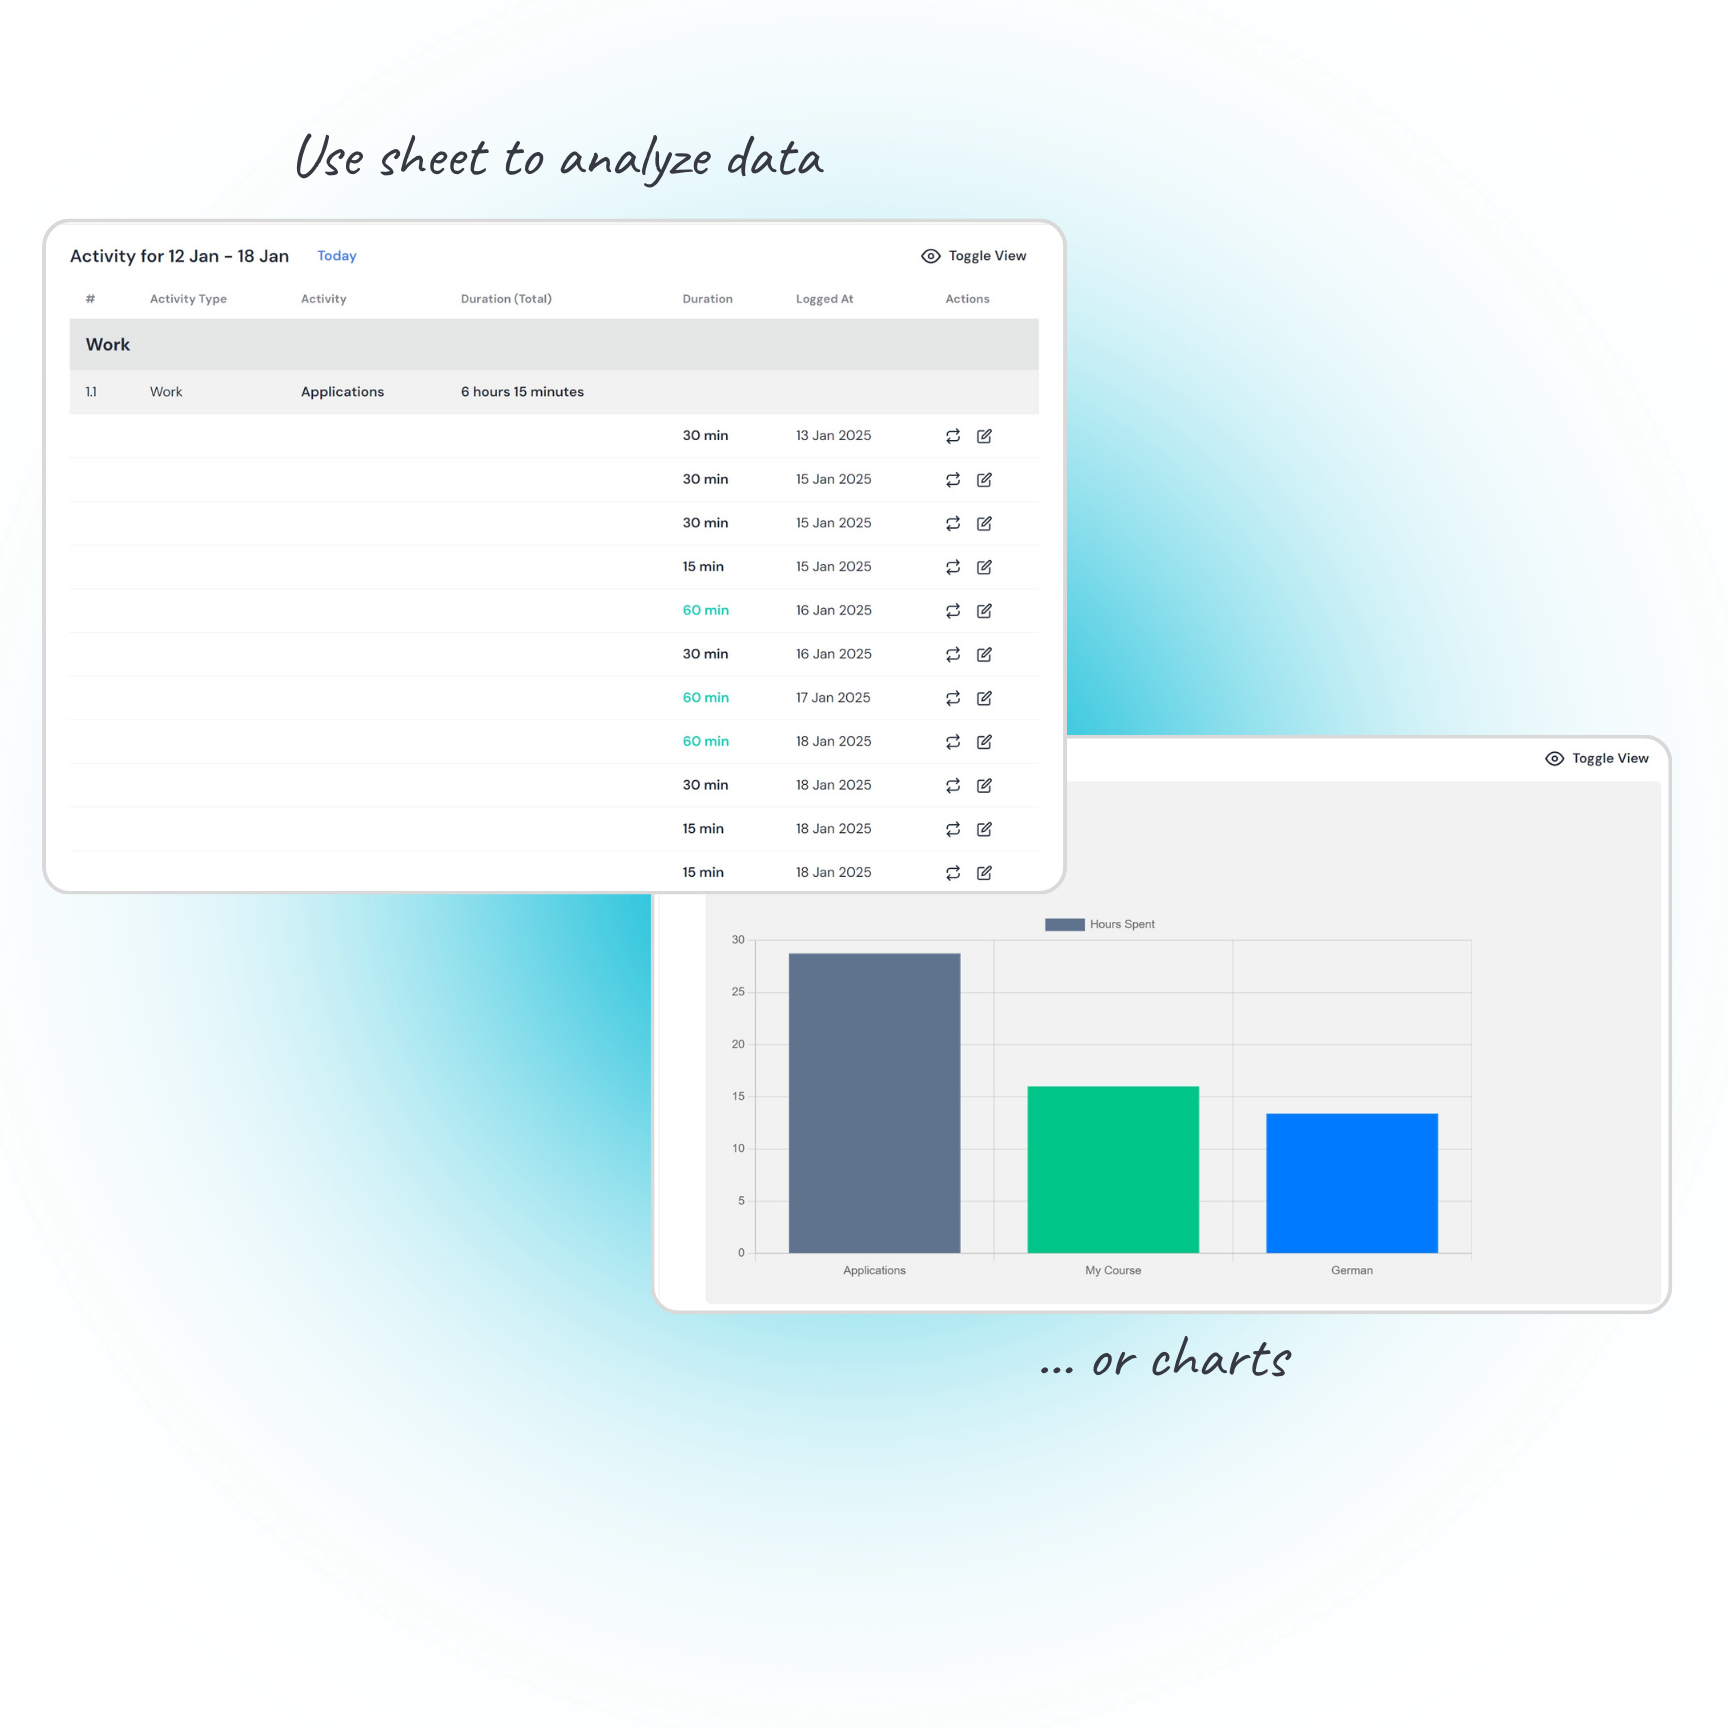 Use sheet to analyze data
Activity for 12 Jan - 18 Jan Today Toggle View
# Activity Type Activity Duration (Total) Duration Logged At Actions
Work
1.1 Work Applications 6 hours 15 minutes
30 min 13 Jan 2025
30 min 15 Jan 2025
30 min 15 Jan 2025
15 min 15 Jan 2025
60 min 16 Jan 2025
30 min 16 Jan 2025
60 min 17 Jan 2025
60 min 18 Jan 2025
30 min 18 Jan 2025
15 min 18 Jan 2025
15 min 18 Jan 2025
Toggle View
Hours Spent
30
25
20
15
10
5
0
Applications My Course German
... or charts